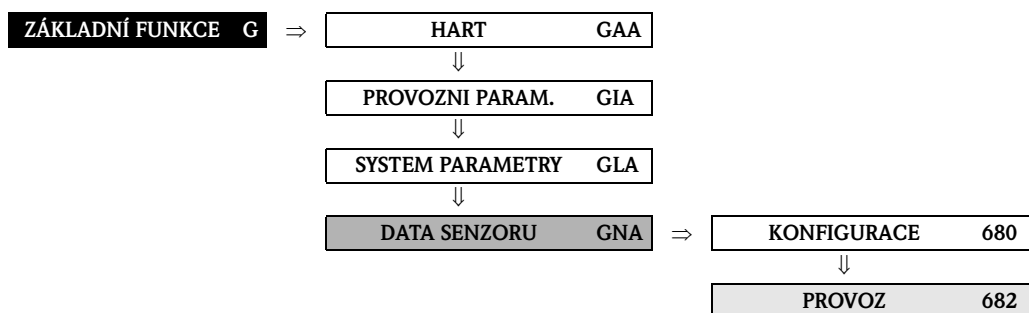 ZÁKLADNÍ FUNKCE G ⇒ HART GAA
⇓
PROVOZNI PARAM. GIA
⇓
SYSTEM PARAMETRY GLA
⇓
DATA SENZORU GNA ⇒ KONFIGURACE 680
⇓
PROVOZ 682